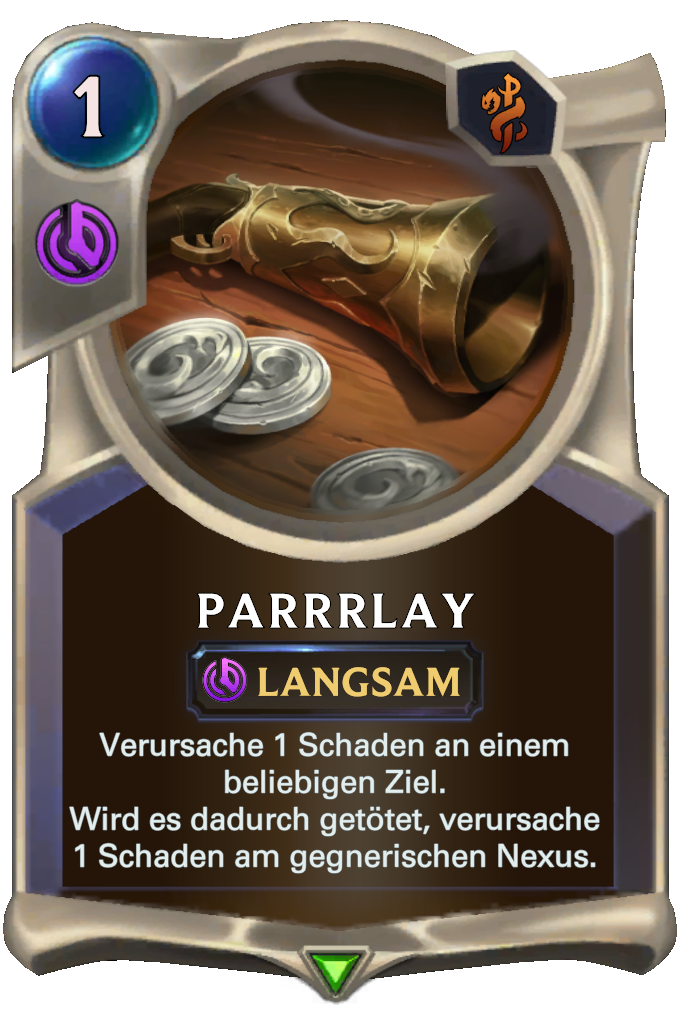 1
PARRRLAY
LANGSAM
Verursache 1 Schaden an einem
beliebigen Ziel.
Wird es dadurch getötet, verursache
1 Schaden am gegnerischen Nexus.